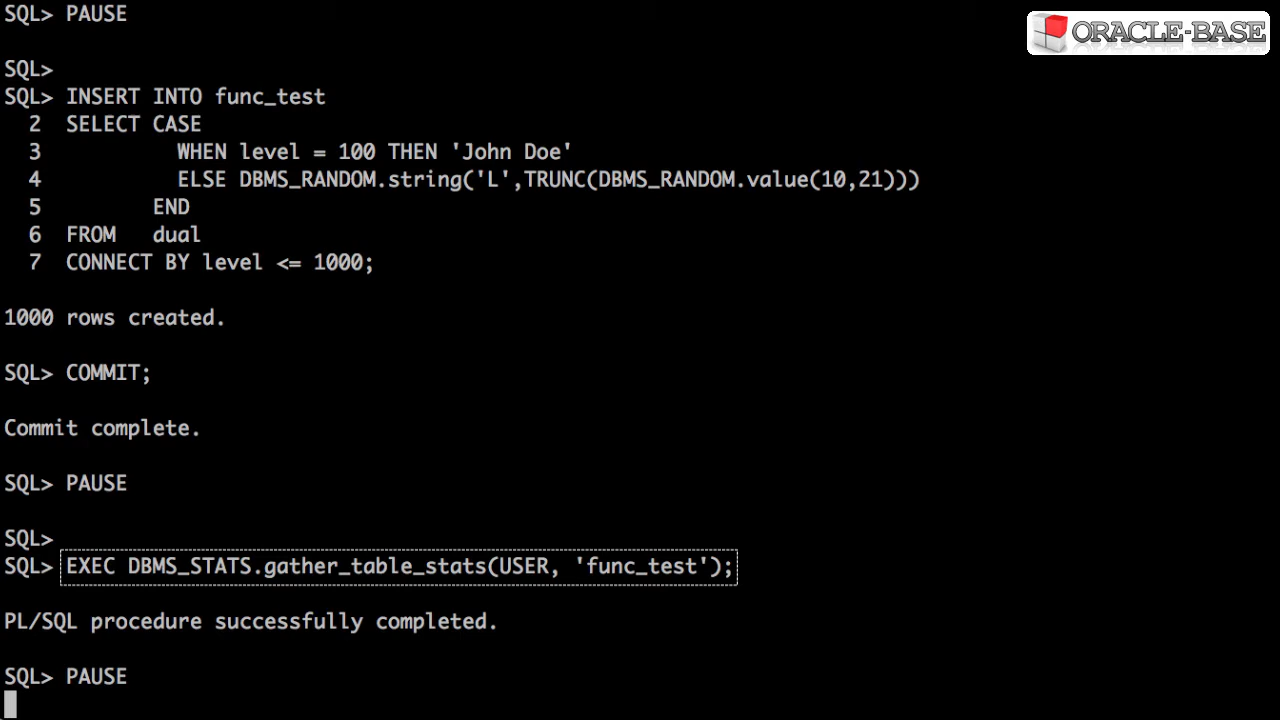 SQL> PAUSE
ORACLE-BASE
SQL>
SQL> INSERT INTO func_test
  2  SELECT CASE
  3           WHEN level = 100 THEN 'John Doe'
  4           ELSE DBMS_RANDOM.string('L',TRUNC(DBMS_RANDOM.value(10,21)))
  5         END
  6  FROM   dual
  7  CONNECT BY level <= 1000;
1000 rows created.
SQL> COMMIT;
Commit complete.
SQL> PAUSE
SQL>
SQL> EXEC DBMS_STATS.gather_table_stats(USER, 'func_test');
PL/SQL procedure successfully completed.
SQL> PAUSE